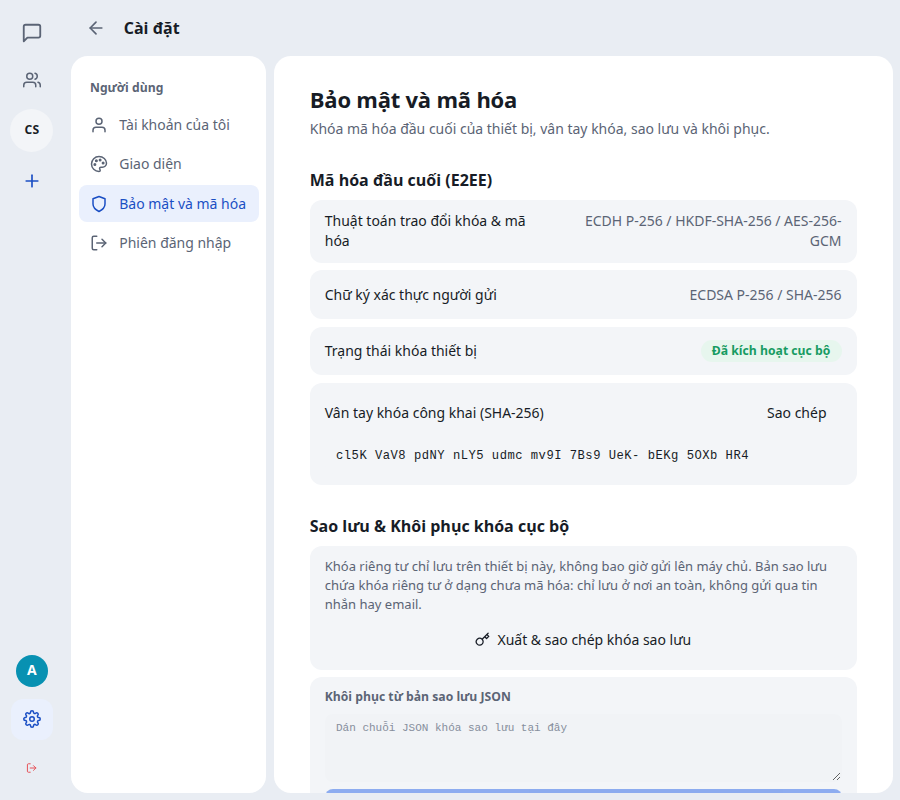 Cài đặt
CS
A
Người dùng
Tài khoản của tôi
Giao diện
Bảo mật và mã hóa
Phiên đăng nhập
Bảo mật và mã hóa
Khóa mã hóa đầu cuối của thiết bị, vân tay khóa, sao lưu và khôi phục.
Mã hóa đầu cuối (E2EE)
Thuật toán trao đổi khóa & mã
hóa
ECDH P-256 / HKDF-SHA-256 / AES-256-
GCM
Chữ ký xác thực người gửi
ECDSA P-256 / SHA-256
Trạng thái khóa thiết bị
Đã kích hoạt cục bộ
Vân tay khóa công khai (SHA-256)
Sao chép
cl5K VaV8 pdNY nLY5 udmc mv9I 7Bs9 UeK- bEKg 5OXb HR4
Sao lưu & Khôi phục khóa cục bộ
Khóa riêng tư chỉ lưu trên thiết bị này, không bao giờ gửi lên máy chủ. Bản sao lưu
chứa khóa riêng tư ở dạng chưa mã hóa: chỉ lưu ở nơi an toàn, không gửi qua tin
nhắn hay email.
Xuất & sao chép khóa sao lưu
Khôi phục từ bản sao lưu JSON
Dán chuỗi JSON khóa sao lưu tại đây